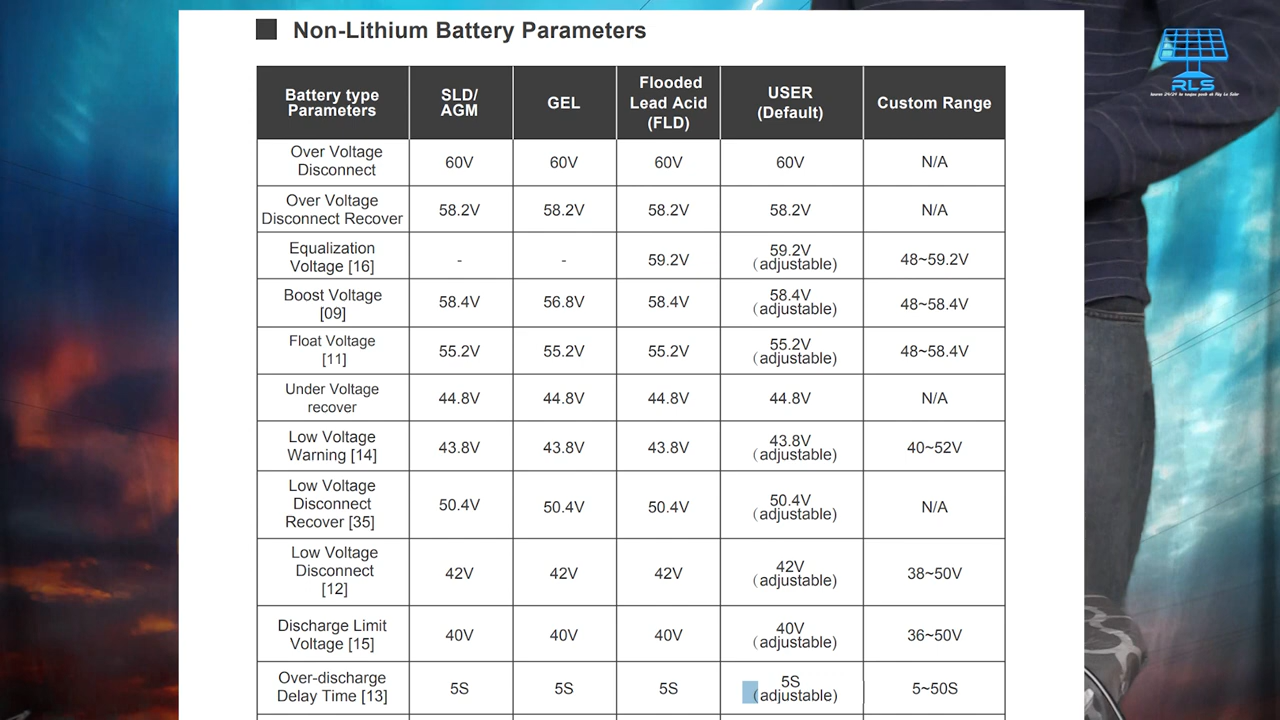 Non-Lithium Battery Parameters
Battery type Parameters SLD/ AGM GEL Flooded Lead Acid (FLD) USER (Default) Custom Range
Over Voltage Disconnect 60V 60V 60V 60V N/A
Over Voltage Disconnect Recover 58.2V 58.2V 58.2V 58.2V N/A
Equalization Voltage [16] - - 59.2V 59.2V (adjustable) 48~59.2V
Boost Voltage [09] 58.4V 56.8V 58.4V 58.4V (adjustable) 48~58.4V
Float Voltage [11] 55.2V 55.2V 55.2V 55.2V (adjustable) 48~58.4V
Under Voltage recover 44.8V 44.8V 44.8V 44.8V N/A
Low Voltage Warning [14] 43.8V 43.8V 43.8V 43.8V (adjustable) 40~52V
Low Voltage Disconnect Recover [35] 50.4V 50.4V 50.4V 50.4V (adjustable) N/A
Low Voltage Disconnect [12] 42V 42V 42V 42V (adjustable) 38~50V
Discharge Limit Voltage [15] 40V 40V 40V 40V (adjustable) 36~50V
Over-discharge Delay Time [13] 5S 5S 5S 5S (adjustable) 5~50S
RLS